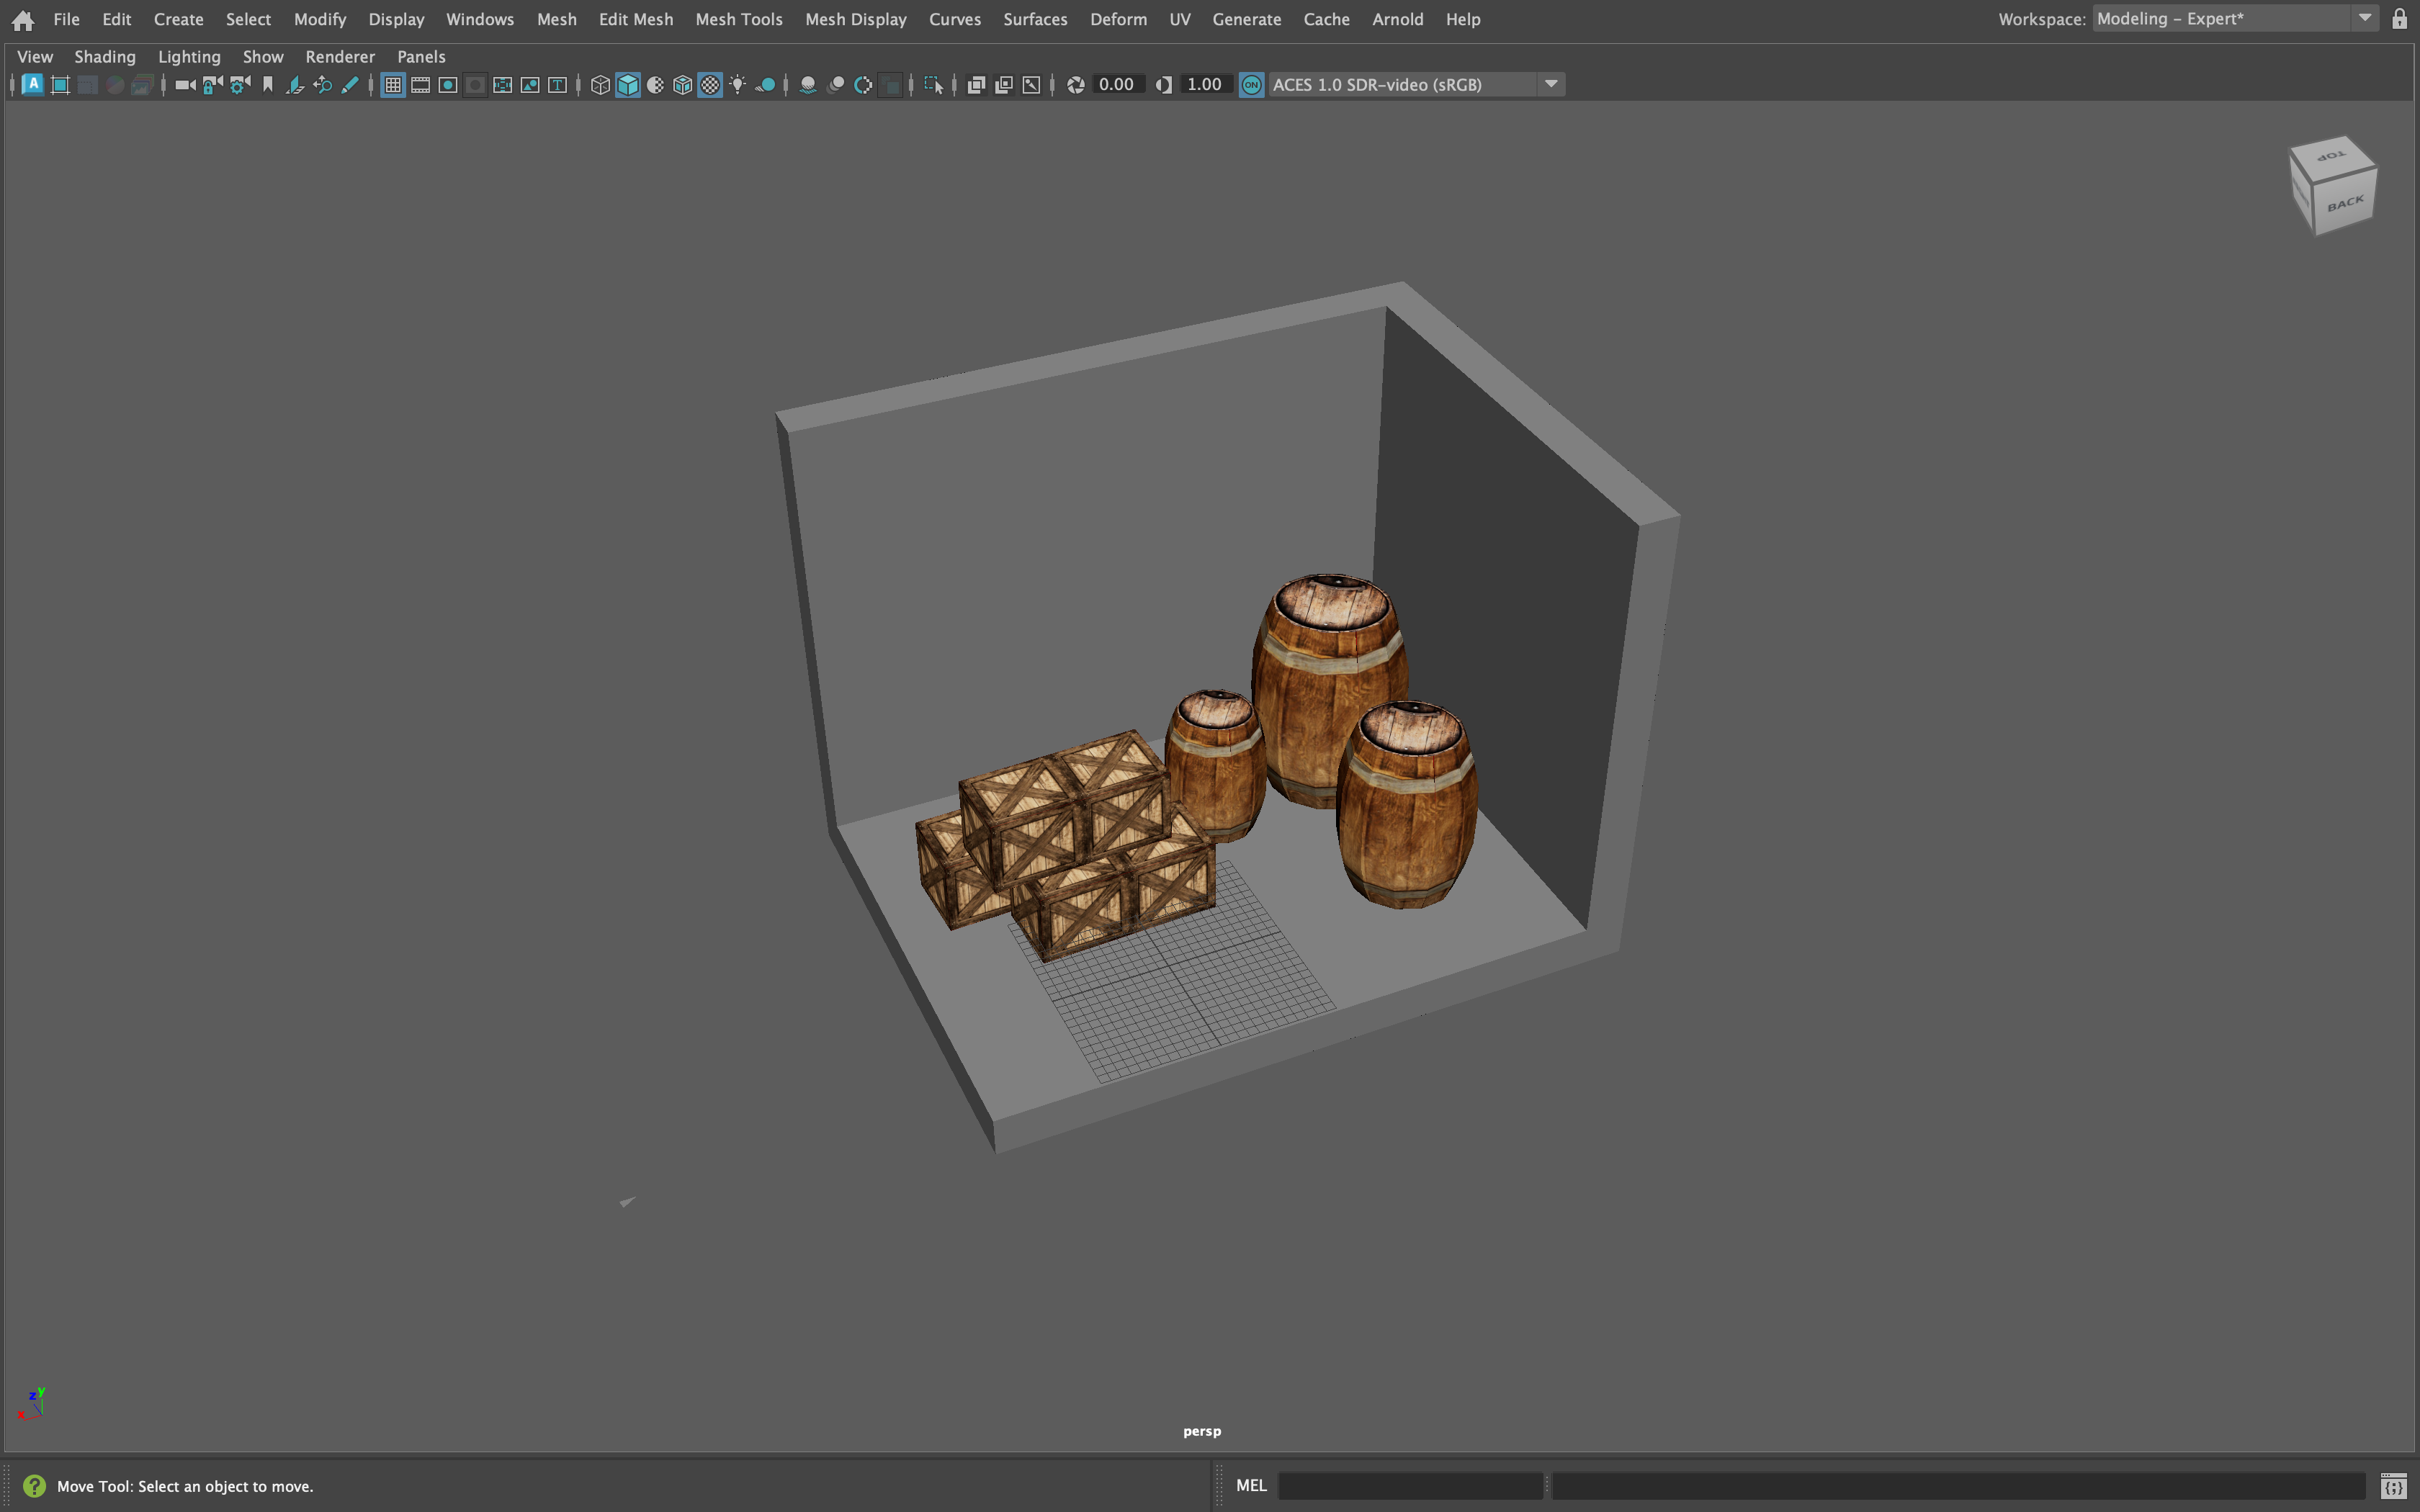 File Edit Create Select Modify Display Windows Mesh Edit Mesh Mesh Tools Mesh Display Curves Surfaces Deform UV Generate Cache Arnold Help Workspace: Modeling - Expert*
View Shading Lighting Show Renderer Panels
A T 0.00 1.00 ON ACES 1.0 SDR-video (sRGB)
TOP
BACK
z y
x
persp
? Move Tool: Select an object to move. MEL